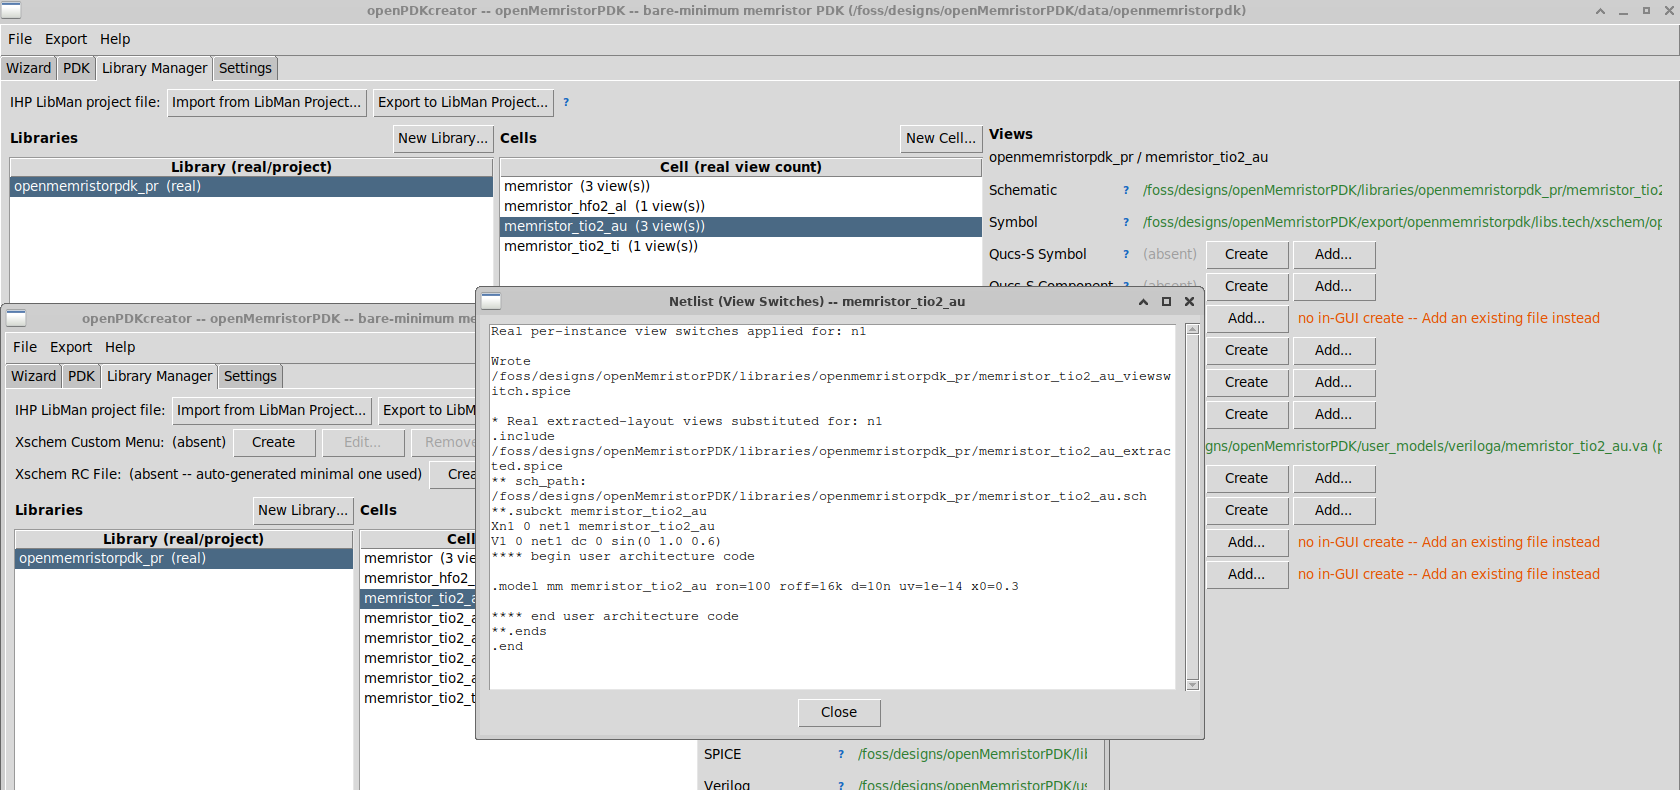 openPDKcreator -- openMemristorPDK -- bare-minimum memristor PDK (/foss/designs/openMemristorPDK/data/openmemristorpdk)
File Export Help
Wizard PDK Library Manager Settings
IHP LibMan project file: Import from LibMan Project... Export to LibMan Project... ?
Libraries New Library... Cells New Cell... Views
Library (real/project) Cell (real view count) openmemristorpdk_pr / memristor_tio2_au
openmemristorpdk_pr (real)
memristor (3 view(s))
memristor_hfo2_al (1 view(s))
memristor_tio2_au (3 view(s))
memristor_tio2_ti (1 view(s))
Schematic ? /foss/designs/openMemristorPDK/libraries/openmemristorpdk_pr/memristor_tio2
Symbol ? /foss/designs/openMemristorPDK/export/openmemristorpdk/libs.tech/xschem/op
Qucs-S Symbol ? (absent) Create Add...
Qucs-S Component ? (absent) Create Add...
Add... no in-GUI create -- Add an existing file instead
Create Add...
Create Add...
Create Add...
gns/openMemristorPDK/user_models/veriloga/memristor_tio2_au.va (p
Create Add...
Create Add...
Add... no in-GUI create -- Add an existing file instead
Add... no in-GUI create -- Add an existing file instead
openPDKcreator -- openMemristorPDK -- bare-minimum me
File Export Help
Wizard PDK Library Manager Settings
IHP LibMan project file: Import from LibMan Project... Export to LibM
Xschem Custom Menu: (absent) Create Edit... Remove
Xschem RC File: (absent -- auto-generated minimal one used) Crea
Libraries New Library... Cells
Library (real/project) Cell
openmemristorpdk_pr (real)
memristor (3 vie
memristor_hfo2_
memristor_tio2_a
memristor_tio2_a
memristor_tio2_a
memristor_tio2_a
memristor_tio2_a
memristor_tio2_t
SPICE ? /foss/designs/openMemristorPDK/lib
Verilog ? /foss/designs/openMemristorPDK/us
Netlist (View Switches) -- memristor_tio2_au
Real per-instance view switches applied for: n1
Wrote
/foss/designs/openMemristorPDK/libraries/openmemristorpdk_pr/memristor_tio2_au_viewsw
itch.spice
* Real extracted-layout views substituted for: n1
.include
/foss/designs/openMemristorPDK/libraries/openmemristorpdk_pr/memristor_tio2_au_extrac
ted.spice
** sch_path:
/foss/designs/openMemristorPDK/libraries/openmemristorpdk_pr/memristor_tio2_au.sch
**.subckt memristor_tio2_au
Xn1 0 net1 memristor_tio2_au
V1 0 net1 dc 0 sin(0 1.0 0.6)
**** begin user architecture code
.model mm memristor_tio2_au ron=100 roff=16k d=10n uv=1e-14 x0=0.3
**** end user architecture code
**.ends
.end
Close